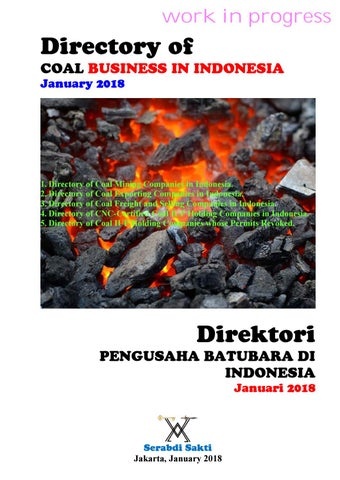 work in progress
Directory of
COAL BUSINESS IN INDONESIA
January 2018
1. Directory of Coal Mining Companies in Indonesia.
2. Directory of Coal Exporting Companies in Indonesia.
3. Directory of Coal Freight and Selling Companies in Indonesia.
4. Directory of CNC-Certified Coal IUP Holding Companies in Indonesia.
5. Directory of Coal IUP Holding Companies whose Permits Revoked.
Direktori
PENGUSAHA BATUBARA DI
INDONESIA
Januari 2018
Serabdi Sakti
Jakarta, January 2018